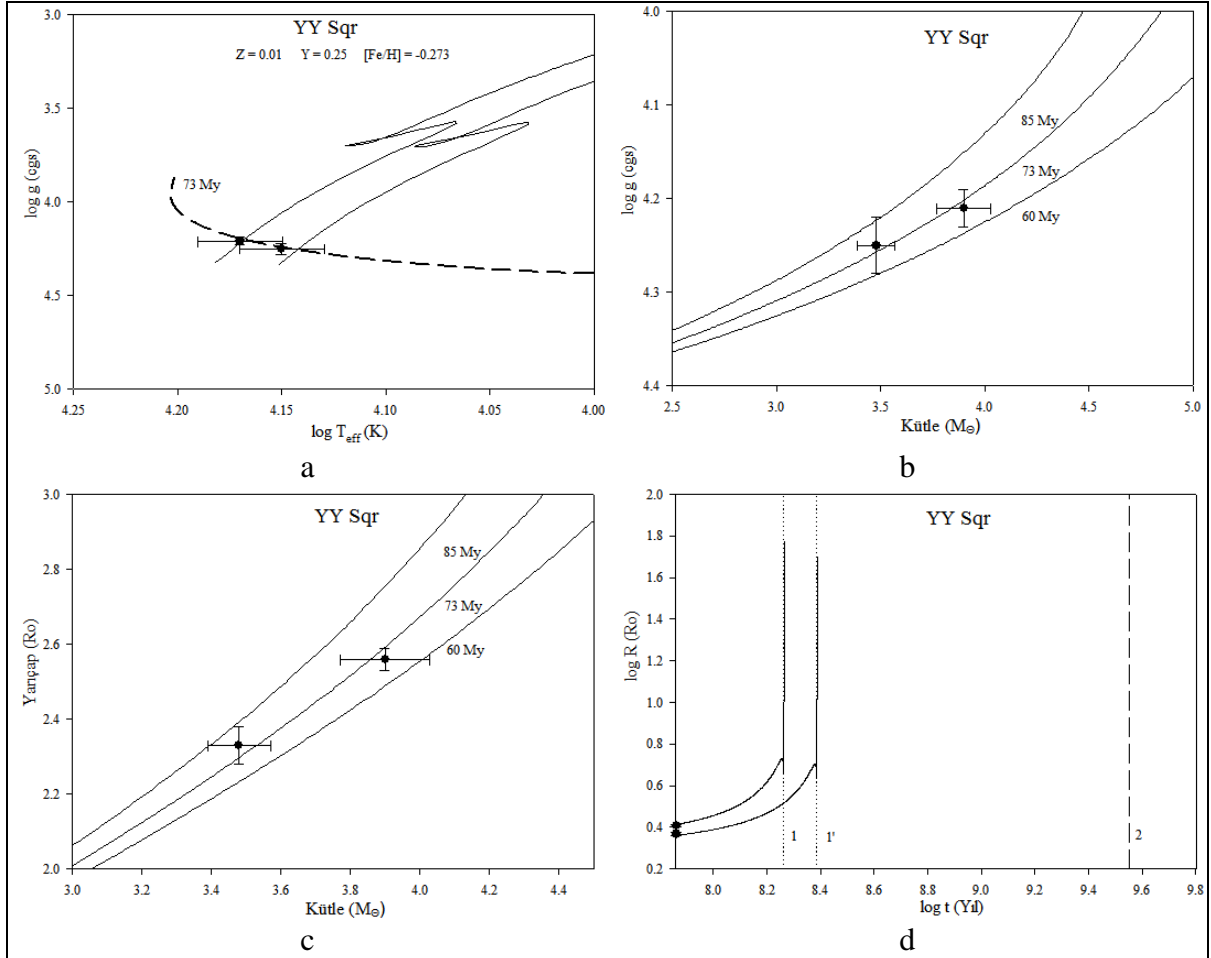 YY Sqr
Z = 0.01 Y = 0.25 [Fe/H] = -0.273
3.0
3.5
4.0
4.5
5.0
log g (cgs)
73 My
4.25
4.20
4.15
4.10
4.05
4.00
log Teff (K)
a
YY Sqr
4.0
4.1
4.2
4.3
4.4
log g (cgs)
85 My
73 My
60 My
2.5
3.0
3.5
4.0
4.5
5.0
Kütle (M⊙)
b
YY Sqr
3.0
2.8
2.6
2.4
2.2
2.0
Yarıçap (Ro)
85 My
73 My
60 My
3.0
3.2
3.4
3.6
3.8
4.0
4.2
4.4
Kütle (M⊙)
c
YY Sqr
2.0
1.8
1.6
1.4
1.2
1.0
0.8
0.6
0.4
0.2
log R (Ro)
1
1'
2
8.0
8.2
8.4
8.6
8.8
9.0
9.2
9.4
9.6
9.8
log t (Yıl)
d